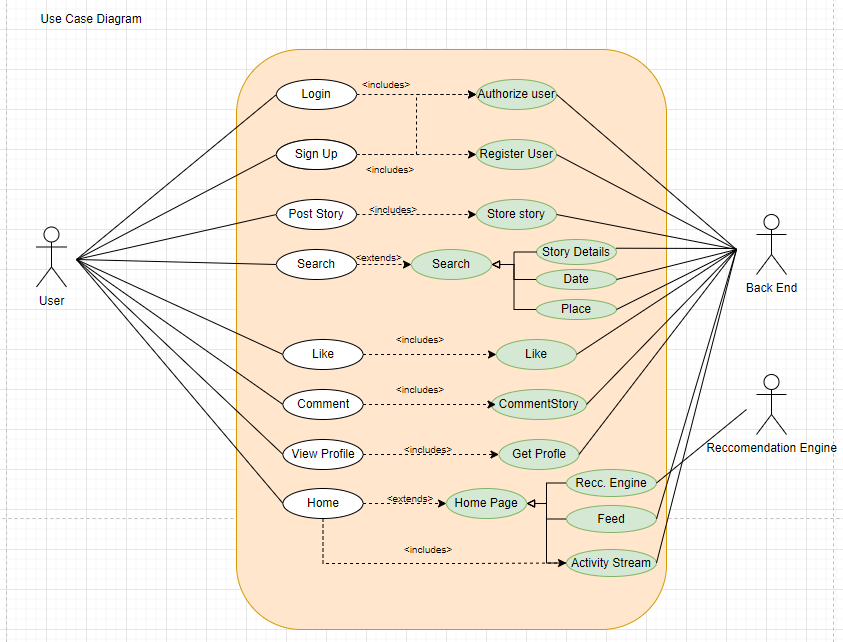 Use Case Diagram
<includes>
Login
Authorize user
Sign Up
Register User
<includes>
Post Story
<includes>
Store story
Search
<extends>
Search
Story Details
Date
Place
User
Back End
<includes>
Like
Like
<includes>
Comment
CommentStory
View Profile
<includes>
Get Profle
Reccomendation Engine
Home
<extends>
Home Page
Recc. Engine
Feed
<includes>
Activity Stream